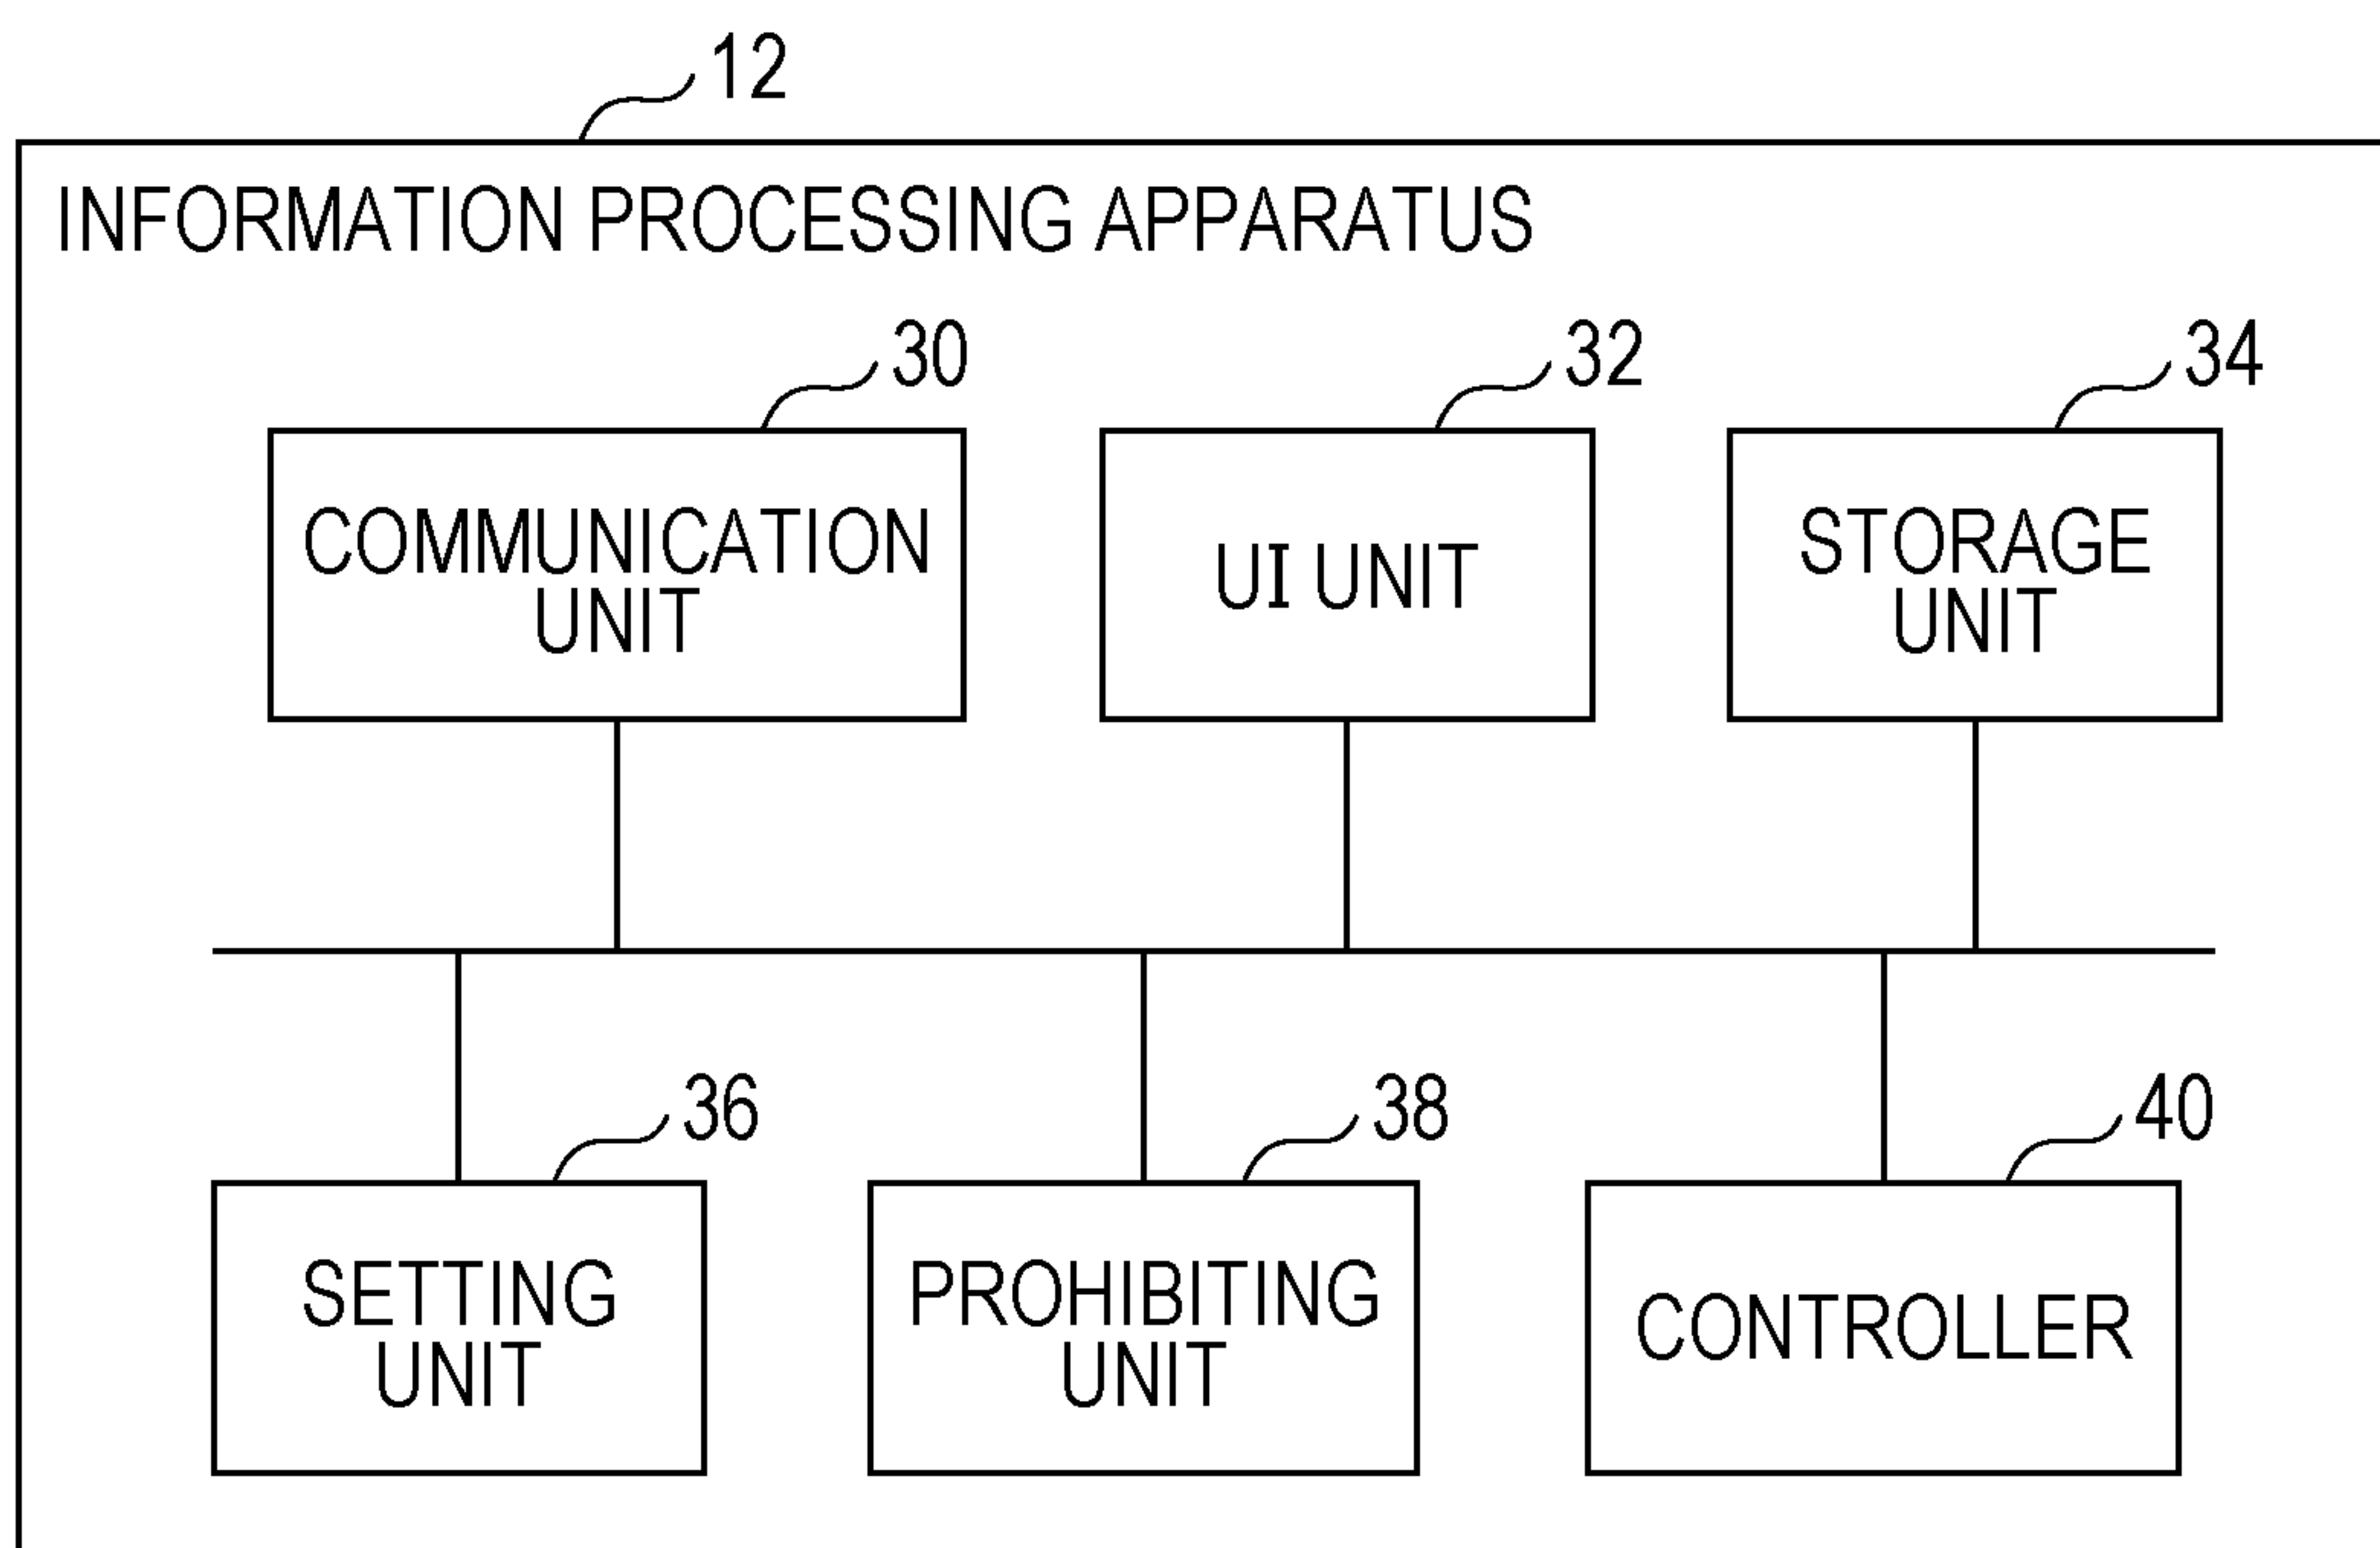 12
INFORMATION PROCESSING APPARATUS
30
32
34
COMMUNICATION
UNIT
UI UNIT
STORAGE
UNIT
36
38
40
SETTING
UNIT
PROHIBITING
UNIT
CONTROLLER